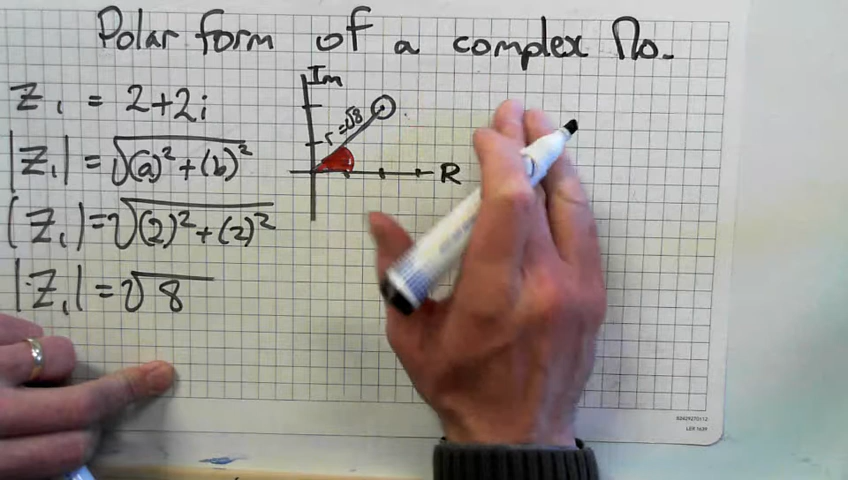 Polar form of a complex No.
Im
z₁ = 2+2i
r=√8
|z₁| = √(a)²+(b)²
R
|z₁| = √(2)²+(2)²
|z₁| = √8